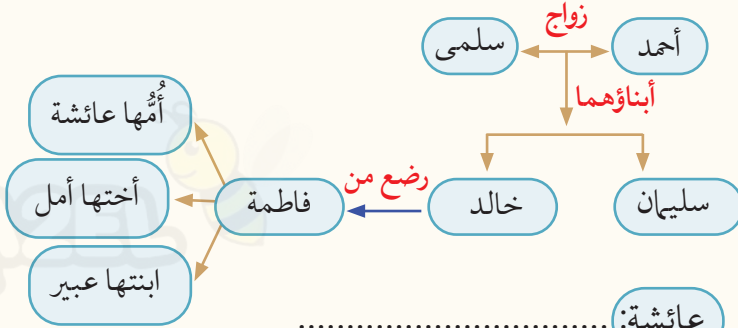 زواج
أحمد
سلمى
أبناؤهما
أُمُّها عائشة
أختها أمل
ابنتها عبير
فاطمة
رضع من
خالد
سليمان
عائشة: ................................